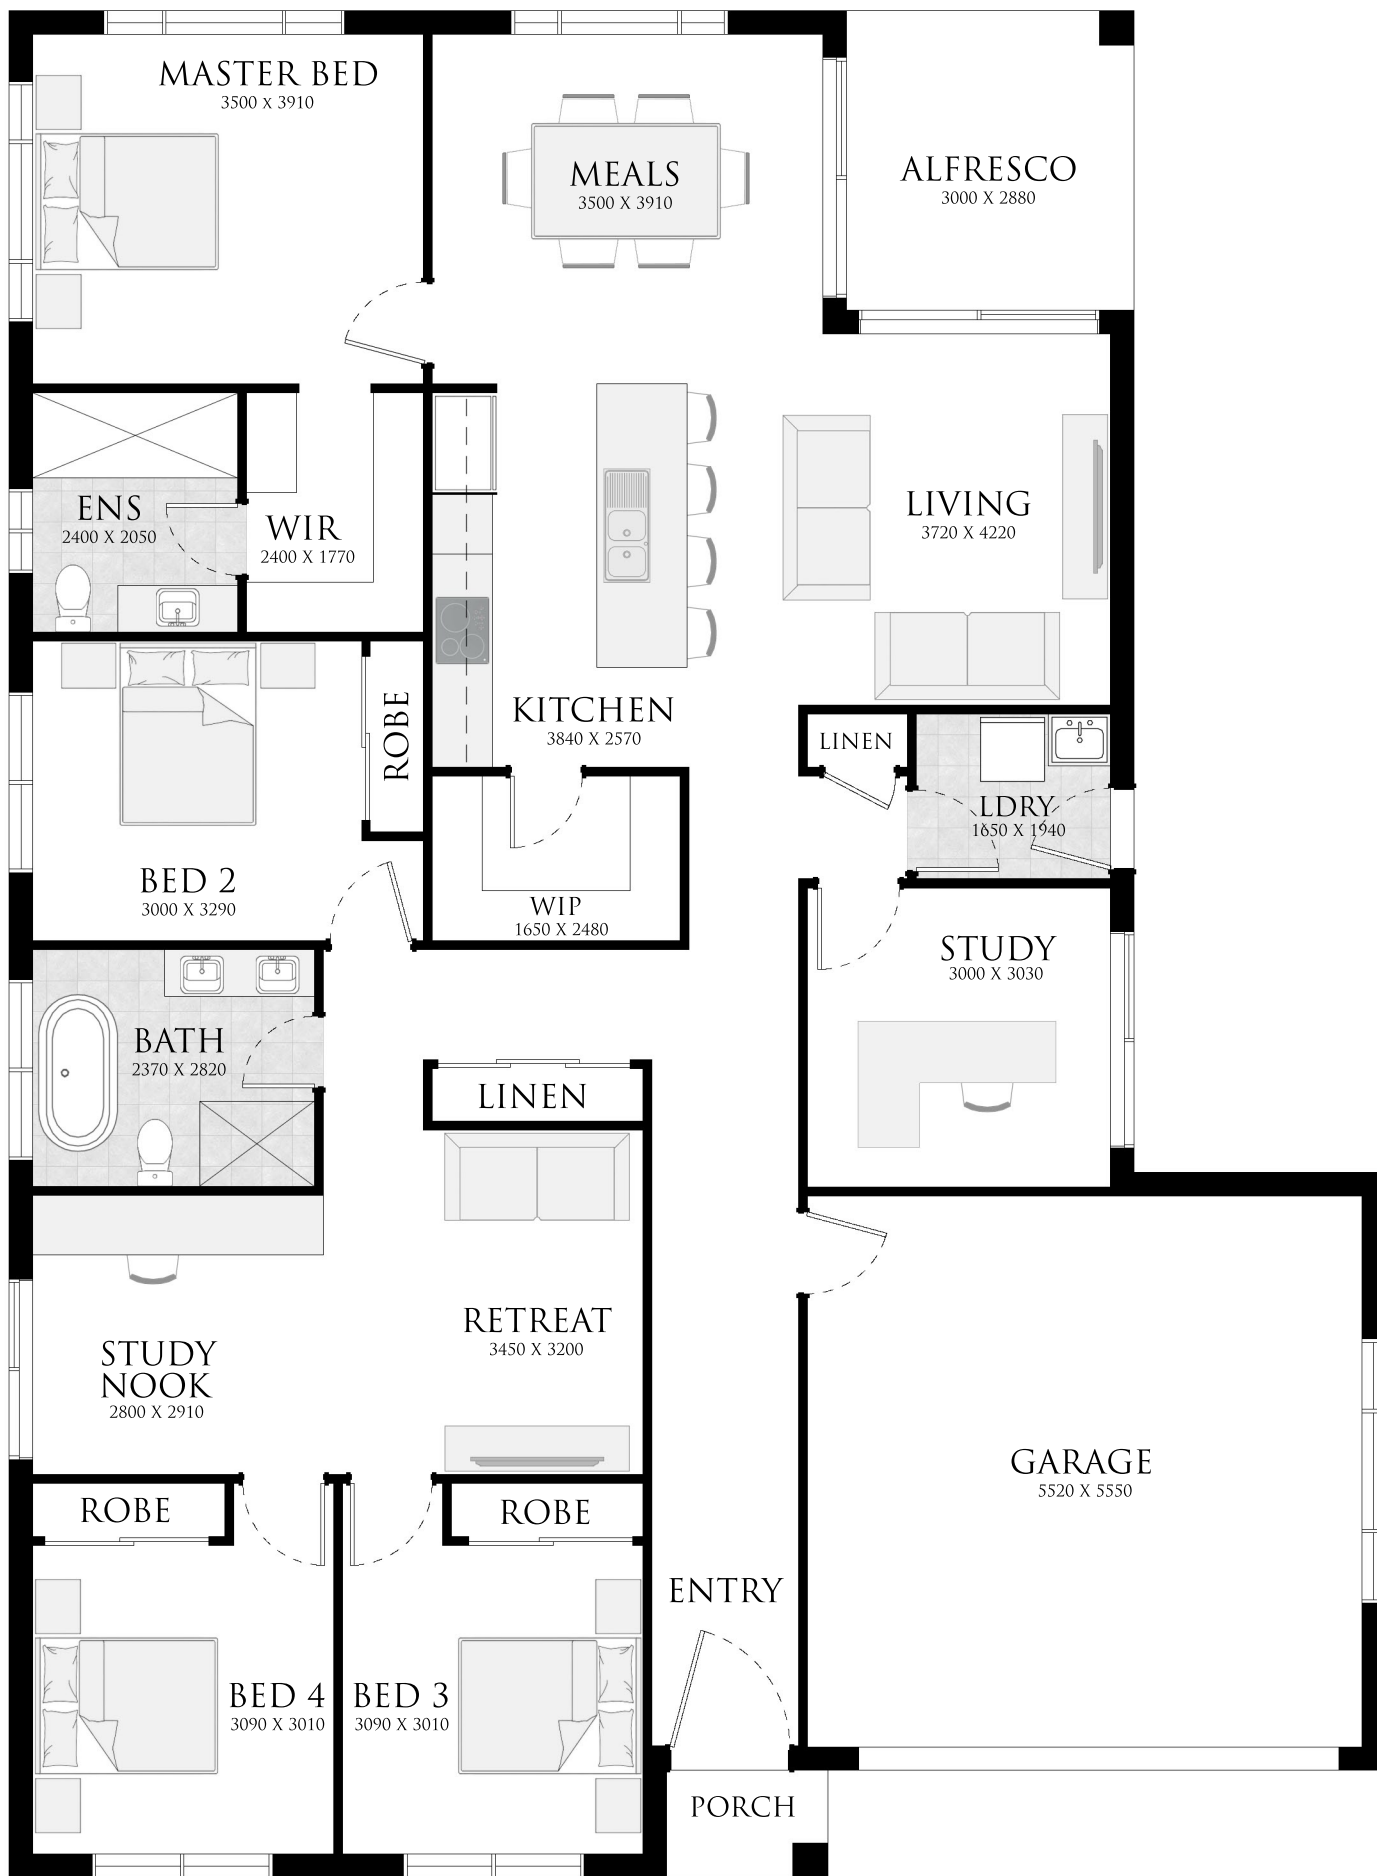 MASTER BED
3500 X 3910
MEALS
3500 X 3910
ALFRESCO
3000 X 2880
ENS
2400 X 2050
WIR
2400 X 1770
LIVING
3720 X 4220
ROBE
KITCHEN
3840 X 2570
LINEN
LDRY
1650 X 1940
BED 2
3000 X 3290
WIP
1650 X 2480
STUDY
3000 X 3030
BATH
2370 X 2820
LINEN
RETREAT
3450 X 3200
STUDY
NOOK
2800 X 2910
GARAGE
5520 X 5550
ROBE
ROBE
ENTRY
BED 4
3090 X 3010
BED 3
3090 X 3010
PORCH